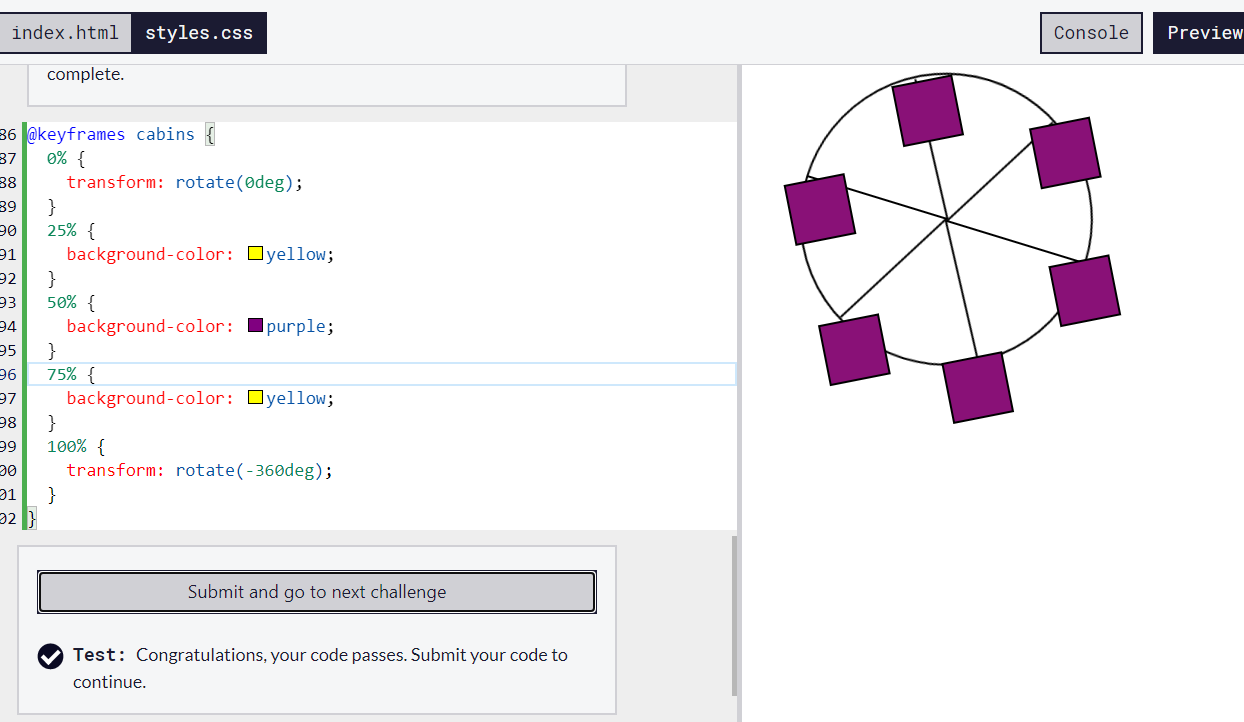 index.html styles.css Console Preview
complete.
86 @keyframes cabins {
87 0% {
88 transform: rotate(0deg);
89 }
90 25% {
91 background-color: yellow;
92 }
93 50% {
94 background-color: purple;
95 }
96 75% {
97 background-color: yellow;
98 }
99 100% {
00 transform: rotate(-360deg);
01 }
02 }
Submit and go to next challenge
Test: Congratulations, your code passes. Submit your code to
continue.